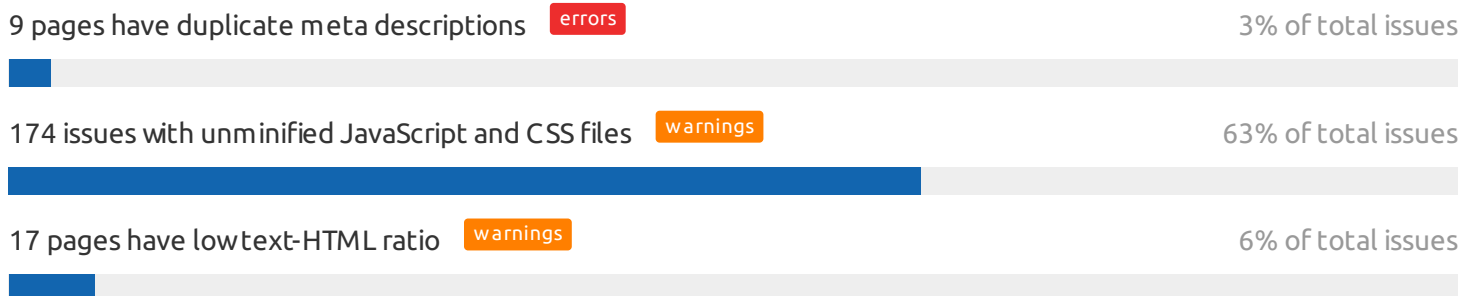 9 pages have duplicate meta descriptions errors 3% of total issues
174 issues with unminified JavaScript and CSS files warnings 63% of total issues
17 pages have low text-HTML ratio warnings 6% of total issues